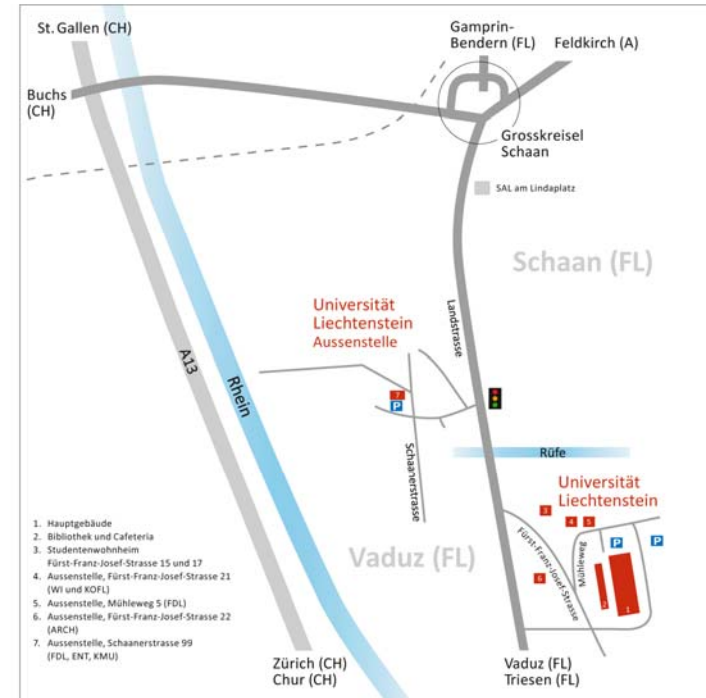 St. Gallen (CH)
Gamprin-
Bendern (FL)
Feldkirch (A)
Buchs
(CH)
Grosskreisel
Schaan
SAL am Lindaplatz
Schaan (FL)
Universität
Liechtenstein
Aussenstelle
Landstrasse
A13
Rhein
7
P
Schaanerstrasse
Rüfe
Universität
Liechtenstein
3
4
5
P
P
Fürst-Franz-Josef-Strasse
Mühleweg
6
2
1
Vaduz (FL)
1. Hauptgebäude
2. Bibliothek und Cafeteria
3. Studentenwohnheim
Fürst-Franz-Josef-Strasse 15 und 17
4. Aussenstelle, Fürst-Franz-Josef-Strasse 21
(WI und KOFL)
5. Aussenstelle, Mühleweg 5 (FDL)
6. Aussenstelle, Fürst-Franz-Josef-Strasse 22
(ARCH)
7. Aussenstelle, Schaanerstrasse 99
(FDL, ENT, KMU)
Zürich (CH)
Chur (CH)
Vaduz (FL)
Triesen (FL)